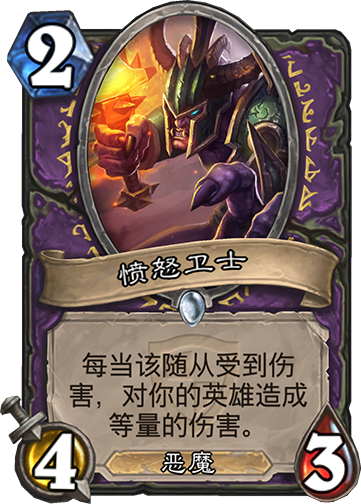 2
愤怒卫士
每当该随从受到伤
害，对你的英雄造成
等量的伤害。
4
恶魔
3